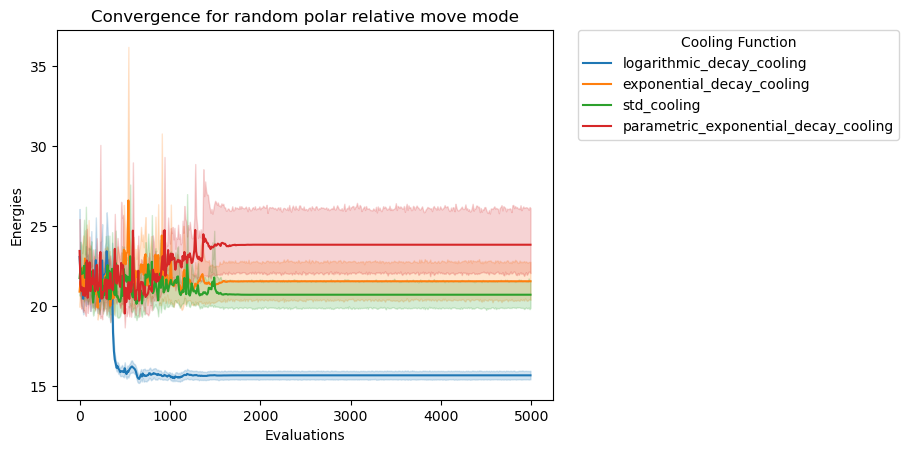 Convergence for random polar relative move mode
Energies
35
30
25
20
15
0
1000
2000
3000
4000
5000
Evaluations
Cooling Function
logarithmic_decay_cooling
exponential_decay_cooling
std_cooling
parametric_exponential_decay_cooling